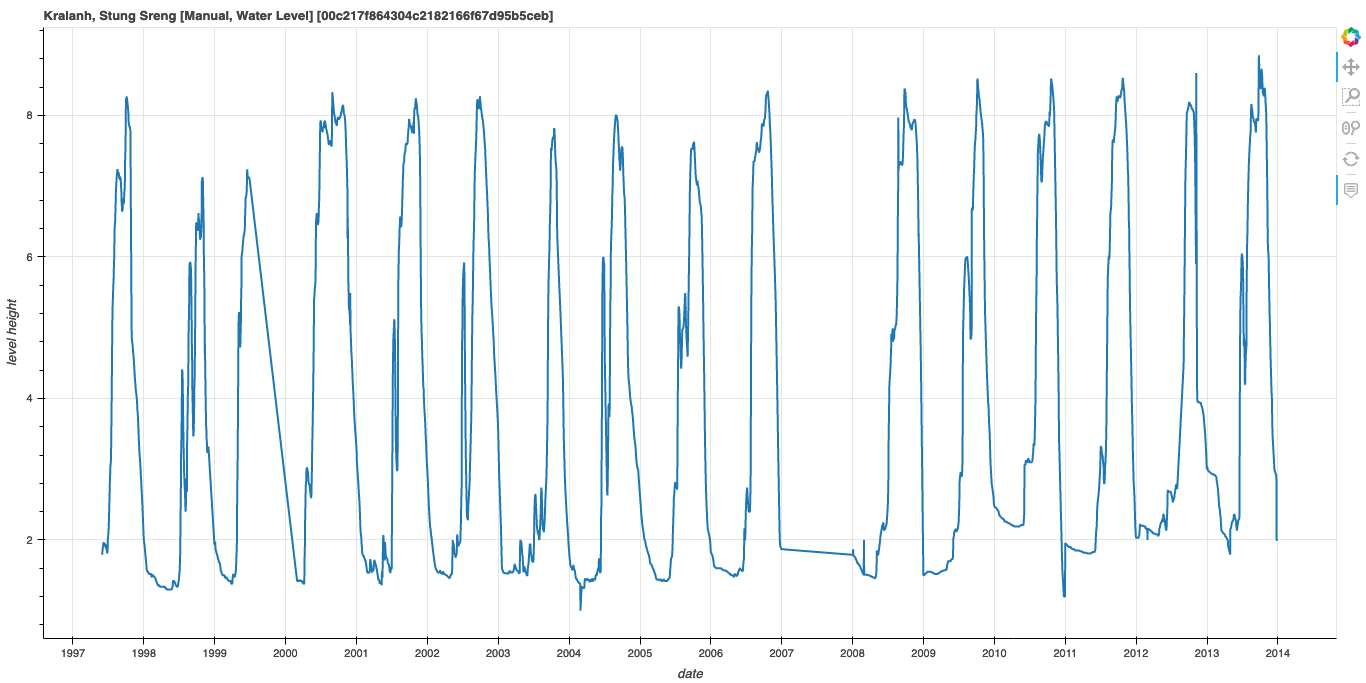 Kralanh, Stung Sreng [Manual, Water Level] [00c217f864304c2182166f67d95b5ceb]
8
6
4
2
level height
1997 1998 1999 2000 2001 2002 2003 2004 2005 2006 2007 2008 2009 2010 2011 2012 2013 2014
date